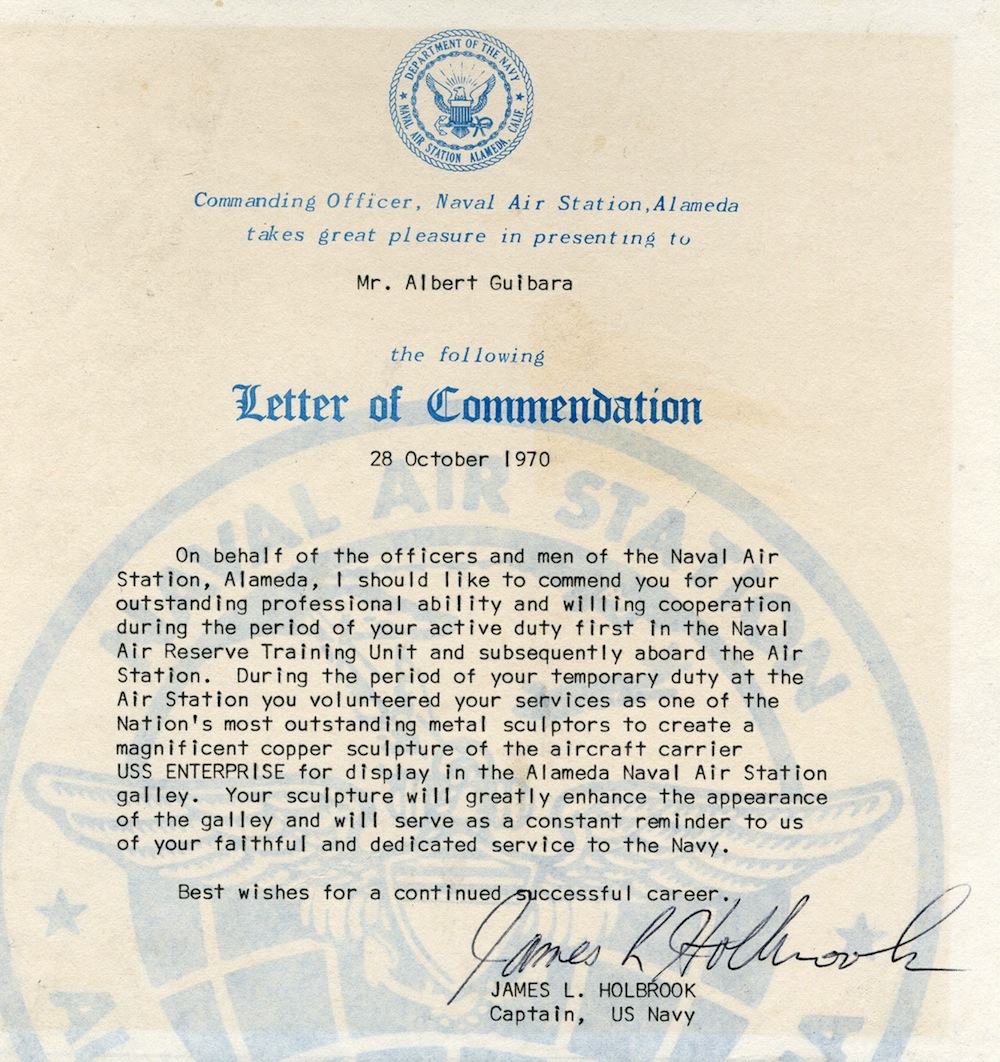 DEPARTMENT OF THE NAVY
NAVAL AIR STATION ALAMEDA, CALIF
Commanding Officer, Naval Air Station,Alameda
takes great pleasure in presenting to
Mr. Albert Guibara
the following
Letter of Commendation
28 October 1970
NAVAL AIR STATION
On behalf of the officers and men of the Naval Air
Station, Alameda, I should like to commend you for your
outstanding professional ability and willing cooperation
during the period of your active duty first in the Naval
Air Reserve Training Unit and subsequently aboard the Air
Station. During the period of your temporary duty at the
Air Station you volunteered your services as one of the
Nation's most outstanding metal sculptors to create a
magnificent copper sculpture of the aircraft carrier
USS ENTERPRISE for display in the Alameda Naval Air Station
galley. Your sculpture will greatly enhance the appearance
of the galley and will serve as a constant reminder to us
of your faithful and dedicated service to the Navy.
Best wishes for a continued successful career.
James L Holbrook
JAMES L. HOLBROOK
Captain, US Navy